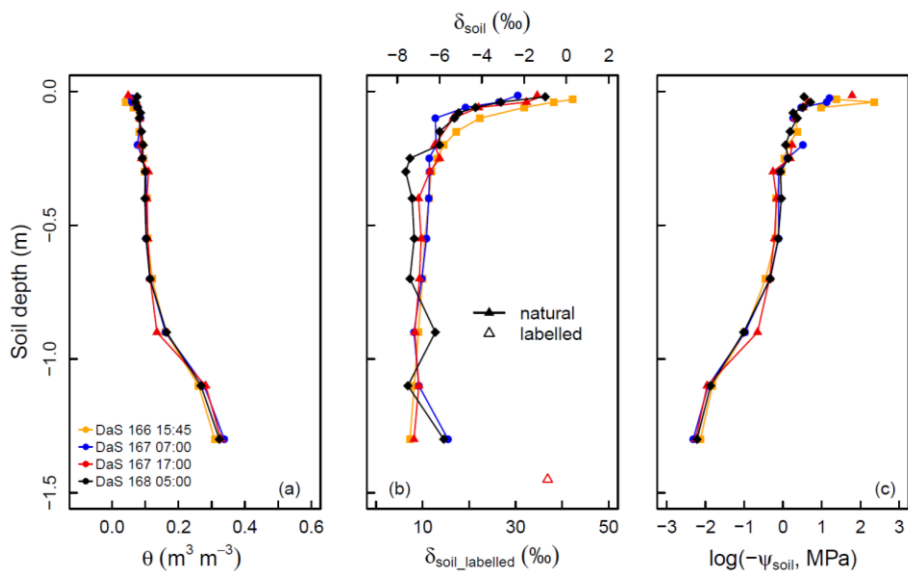 δsoil (‰)
−8 −6 −4 −2 0 2
Soil depth (m)
0.0
−0.5
−1.0
−1.5
natural
labelled
DaS 166 15:45
DaS 167 07:00
DaS 167 17:00
DaS 168 05:00
(a)
(b)
(c)
0.0 0.2 0.4 0.6
10 20 30 40 50
−3 −2 −1 0 1 2 3
θ (m³ m⁻³)
δsoil_labelled (‰)
log(−ψsoil, MPa)